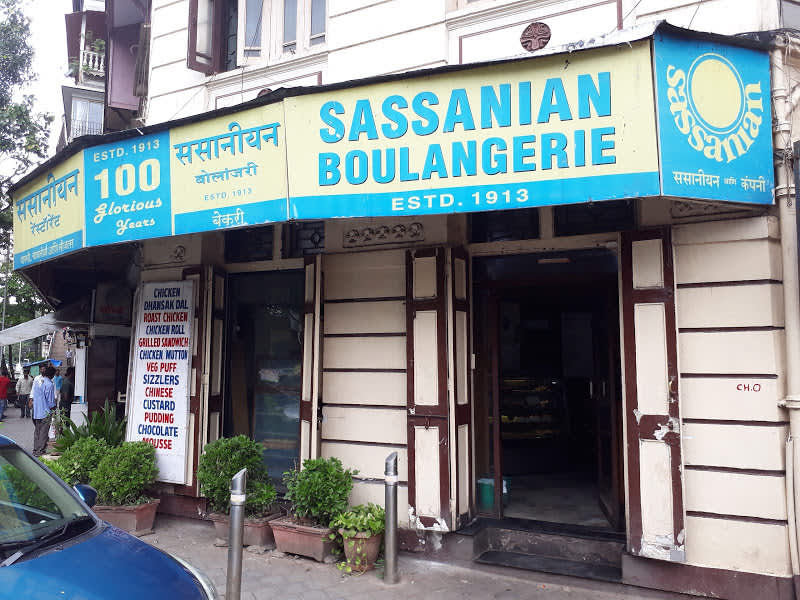 ससानीयन
रेस्टॉरंट
ESTD. 1913
100
Glorious
Years
ससानीयन
बोलाँजरी
ESTD. 1913
बेकरी
SASSANIAN
BOULANGERIE
ESTD. 1913
sassanian
ससानीयन आणि कंपनी
CHICKEN
DHANSAK DAL
ROAST CHICKEN
CHICKEN ROLL
GRILLED SANDWICH
CHICKEN MUTTON
VEG PUFF
SIZZLERS
CHINESE
CUSTARD
PUDDING
CHOCOLATE
MOUSSE
CH.O